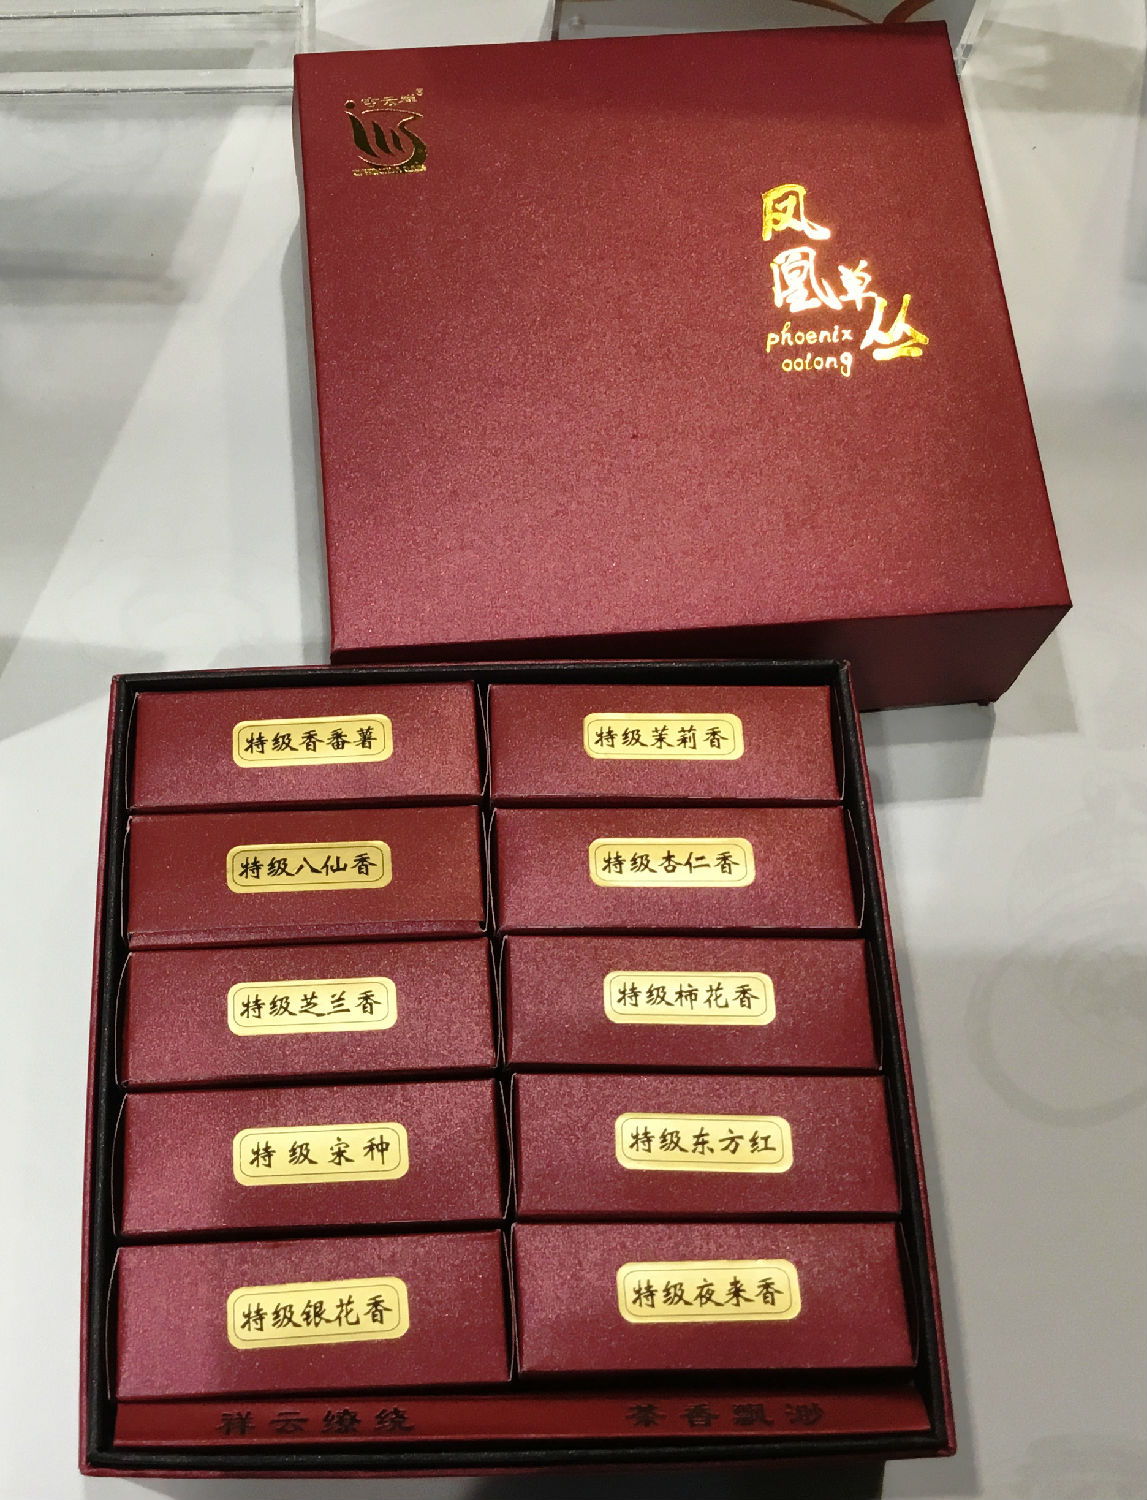 凤
凰单
丛
phoenix
oolong
特级香番薯
特级茉莉香
特级八仙香
特级杏仁香
特级芝兰香
特级柿花香
特级宋种
特级东方红
特级银花香
特级夜来香
祥云缭绕
茶香飘渺